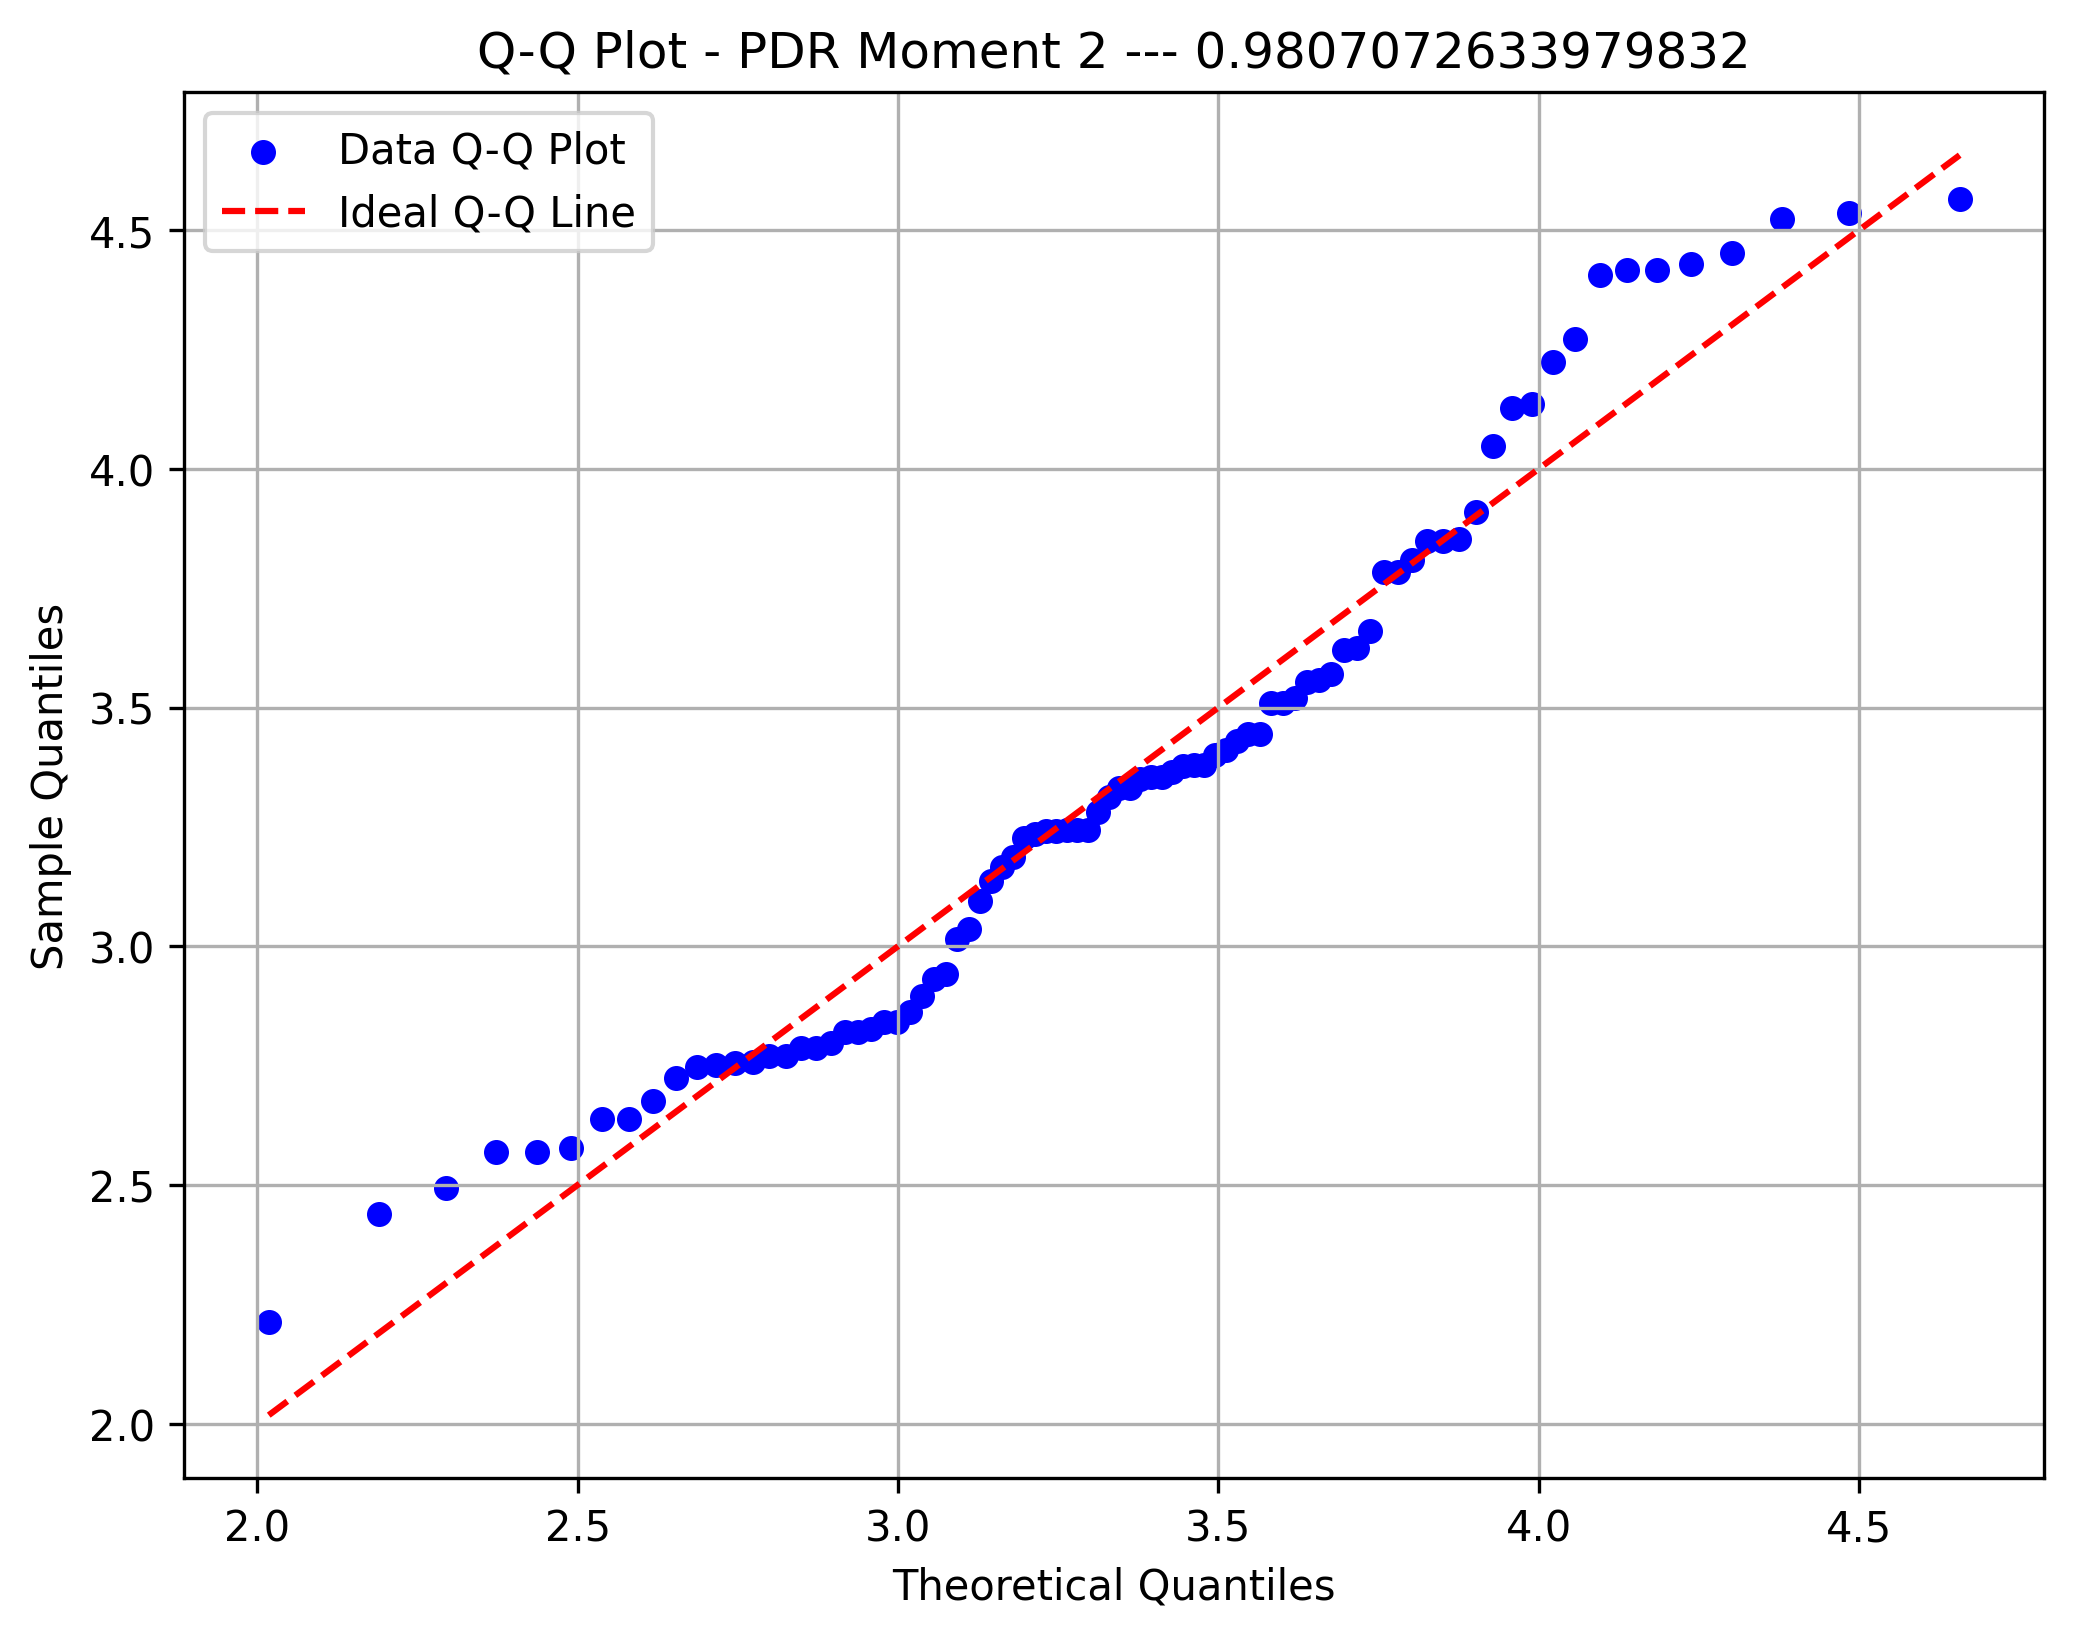 Q-Q Plot - PDR Moment 2 --- 0.9807072633979832
Data Q-Q Plot
Ideal Q-Q Line
4.5
4.0
3.5
3.0
2.5
2.0
Sample Quantiles
2.0 2.5 3.0 3.5 4.0 4.5
Theoretical Quantiles